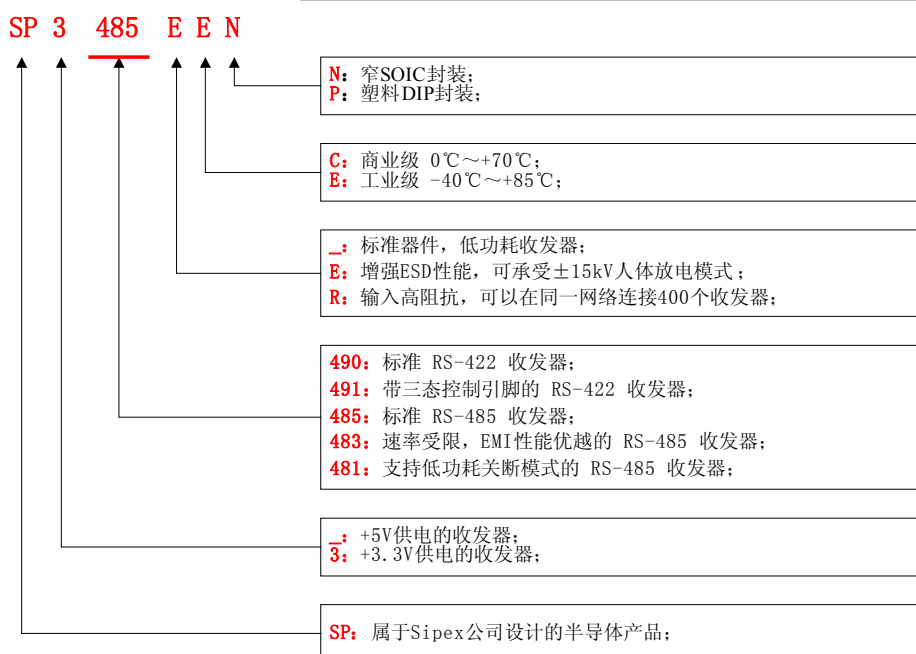 SP 3 485 E E N
N：窄SOIC封装；
P：塑料DIP封装；
C：商业级 0℃～+70℃；
E：工业级 -40℃～+85℃；
_：标准器件，低功耗收发器；
E：增强ESD性能，可承受±15kV人体放电模式；
R：输入高阻抗，可以在同一网络连接400个收发器；
490：标准 RS-422 收发器；
491：带三态控制引脚的 RS-422 收发器；
485：标准 RS-485 收发器；
483：速率受限，EMI性能优越的 RS-485 收发器；
481：支持低功耗关断模式的 RS-485 收发器；
_：+5V供电的收发器；
3：+3.3V供电的收发器；
SP：属于Sipex公司设计的半导体产品；